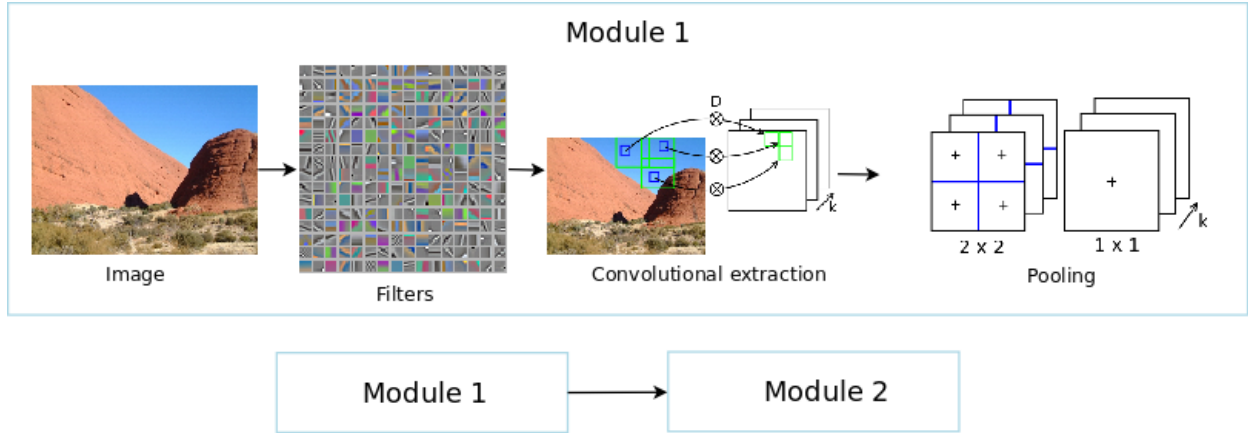 Module 1
Image
Filters
D
k
Convolutional extraction
2 x 2
1 x 1
k
Pooling
Module 1
Module 2